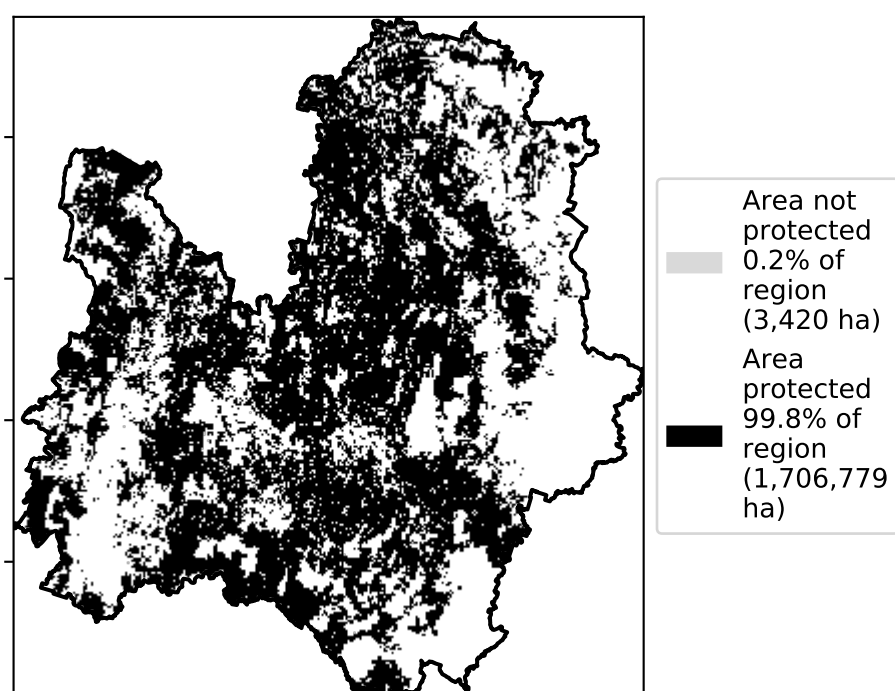 Area not
protected
0.2% of
region
(3,420 ha)
Area
protected
99.8% of
region
(1,706,779
ha)